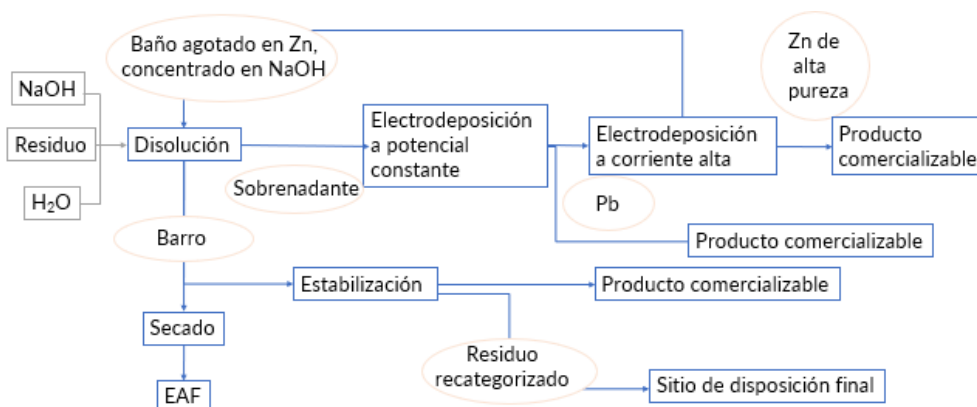 Baño agotado en Zn,
concentrado en NaOH
Zn de
alta
pureza
NaOH
Residuo
H₂O
Disolución
Electrodeposición
a potencial
constante
Electrodeposición
a corriente alta
Producto
comercializable
Sobrenadante
Pb
Barro
Producto comercializable
Estabilización
Producto comercializable
Secado
Residuo
recategorizado
EAF
Sitio de disposición final